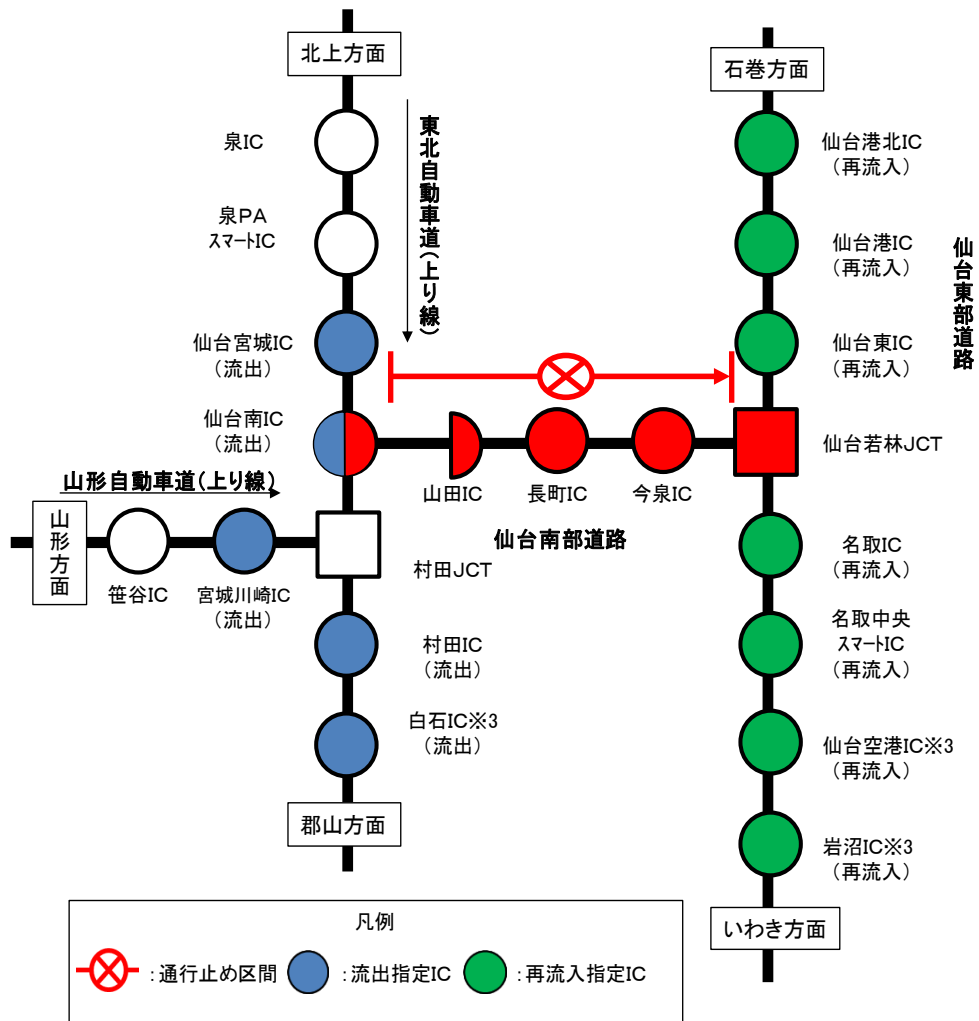 北上方面
石巻方面
泉IC
泉PA
スマートIC
仙台宮城IC
(流出)
仙台南IC
(流出)
東北自動車道(上り線)
仙台港北IC
(再流入)
仙台港IC
(再流入)
仙台東IC
(再流入)
仙台東部道路
仙台若林JCT
山田IC
長町IC
今泉IC
仙台南部道路
山形自動車道(上り線)
山形方面
笹谷IC
宮城川崎IC
(流出)
村田JCT
村田IC
(流出)
白石IC※3
(流出)
郡山方面
名取IC
(再流入)
名取中央
スマートIC
(再流入)
仙台空港IC※3
(再流入)
岩沼IC※3
(再流入)
いわき方面
凡例
:通行止め区間
:流出指定IC
:再流入指定IC